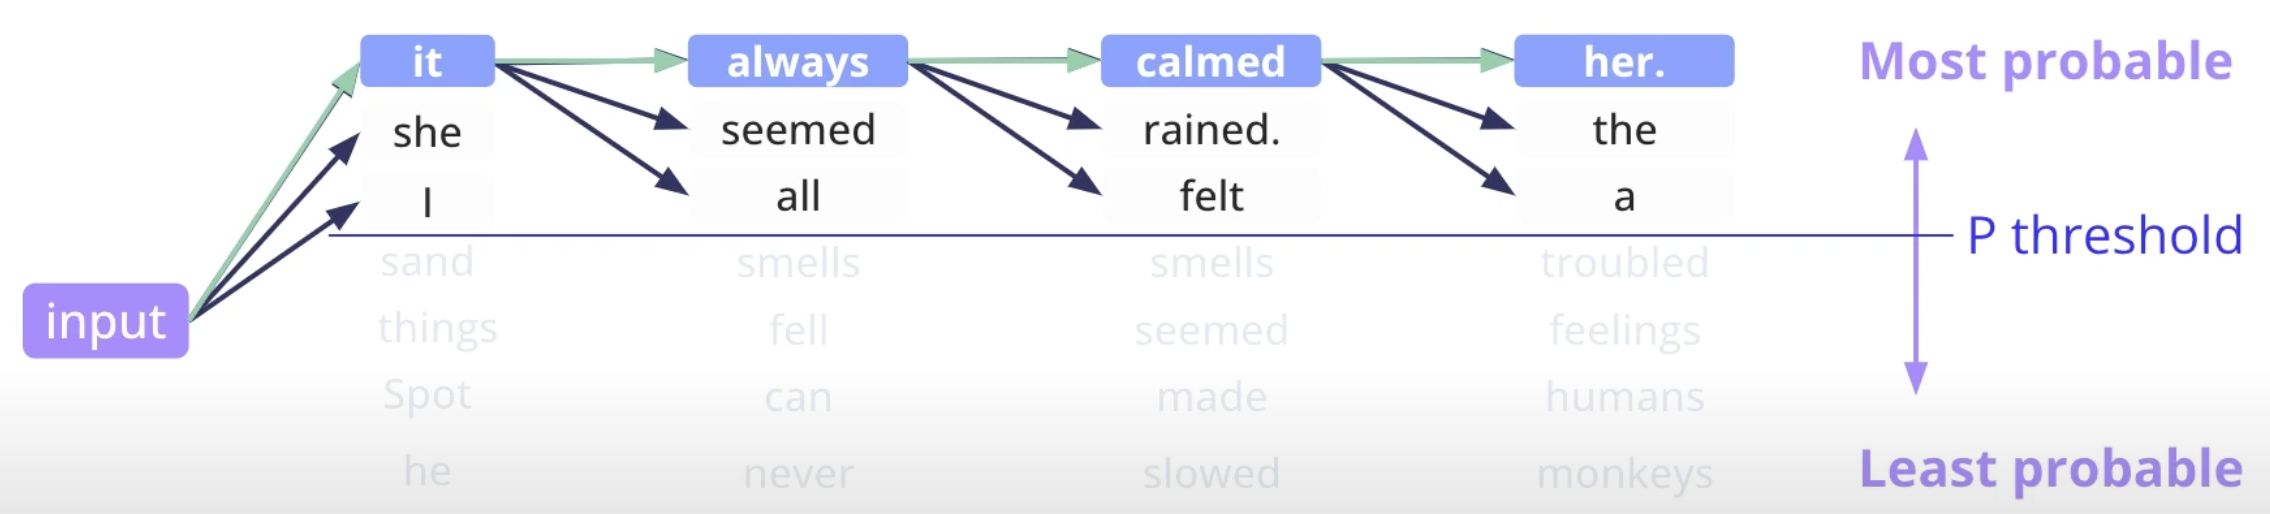 it always calmed her. Most probable
she seemed rained. the
I all felt a
P threshold
sand smells smells troubled
input
things fell seemed feelings
Spot can made humans
he never slowed monkeys Least probable